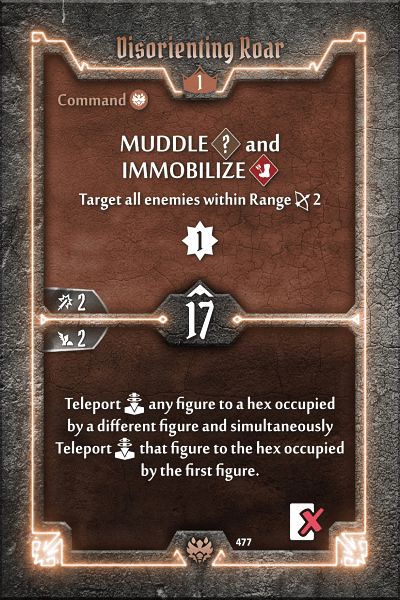 Disorienting Roar
1
Command
MUDDLE ? and
IMMOBILIZE
Target all enemies within Range 2
1
2
17
2
Teleport any figure to a hex occupied
by a different figure and simultaneously
Teleport that figure to the hex occupied
by the first figure.
477